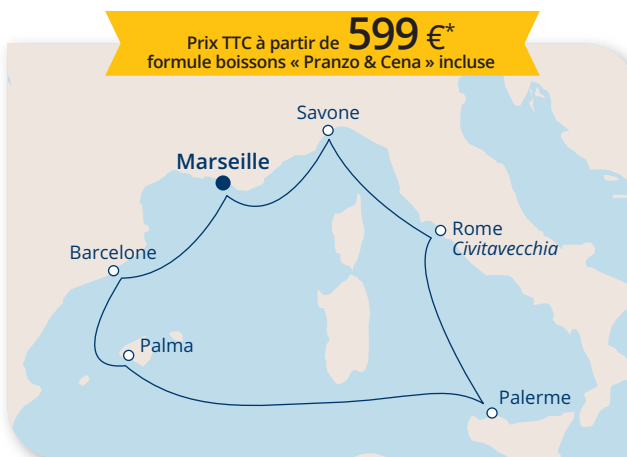 Prix TTC à partir de 599 €*
formule boissons « Pranzo & Cena » incluse
Savone
Marseille
Rome
Civitavecchia
Barcelone
Palma
Palerme